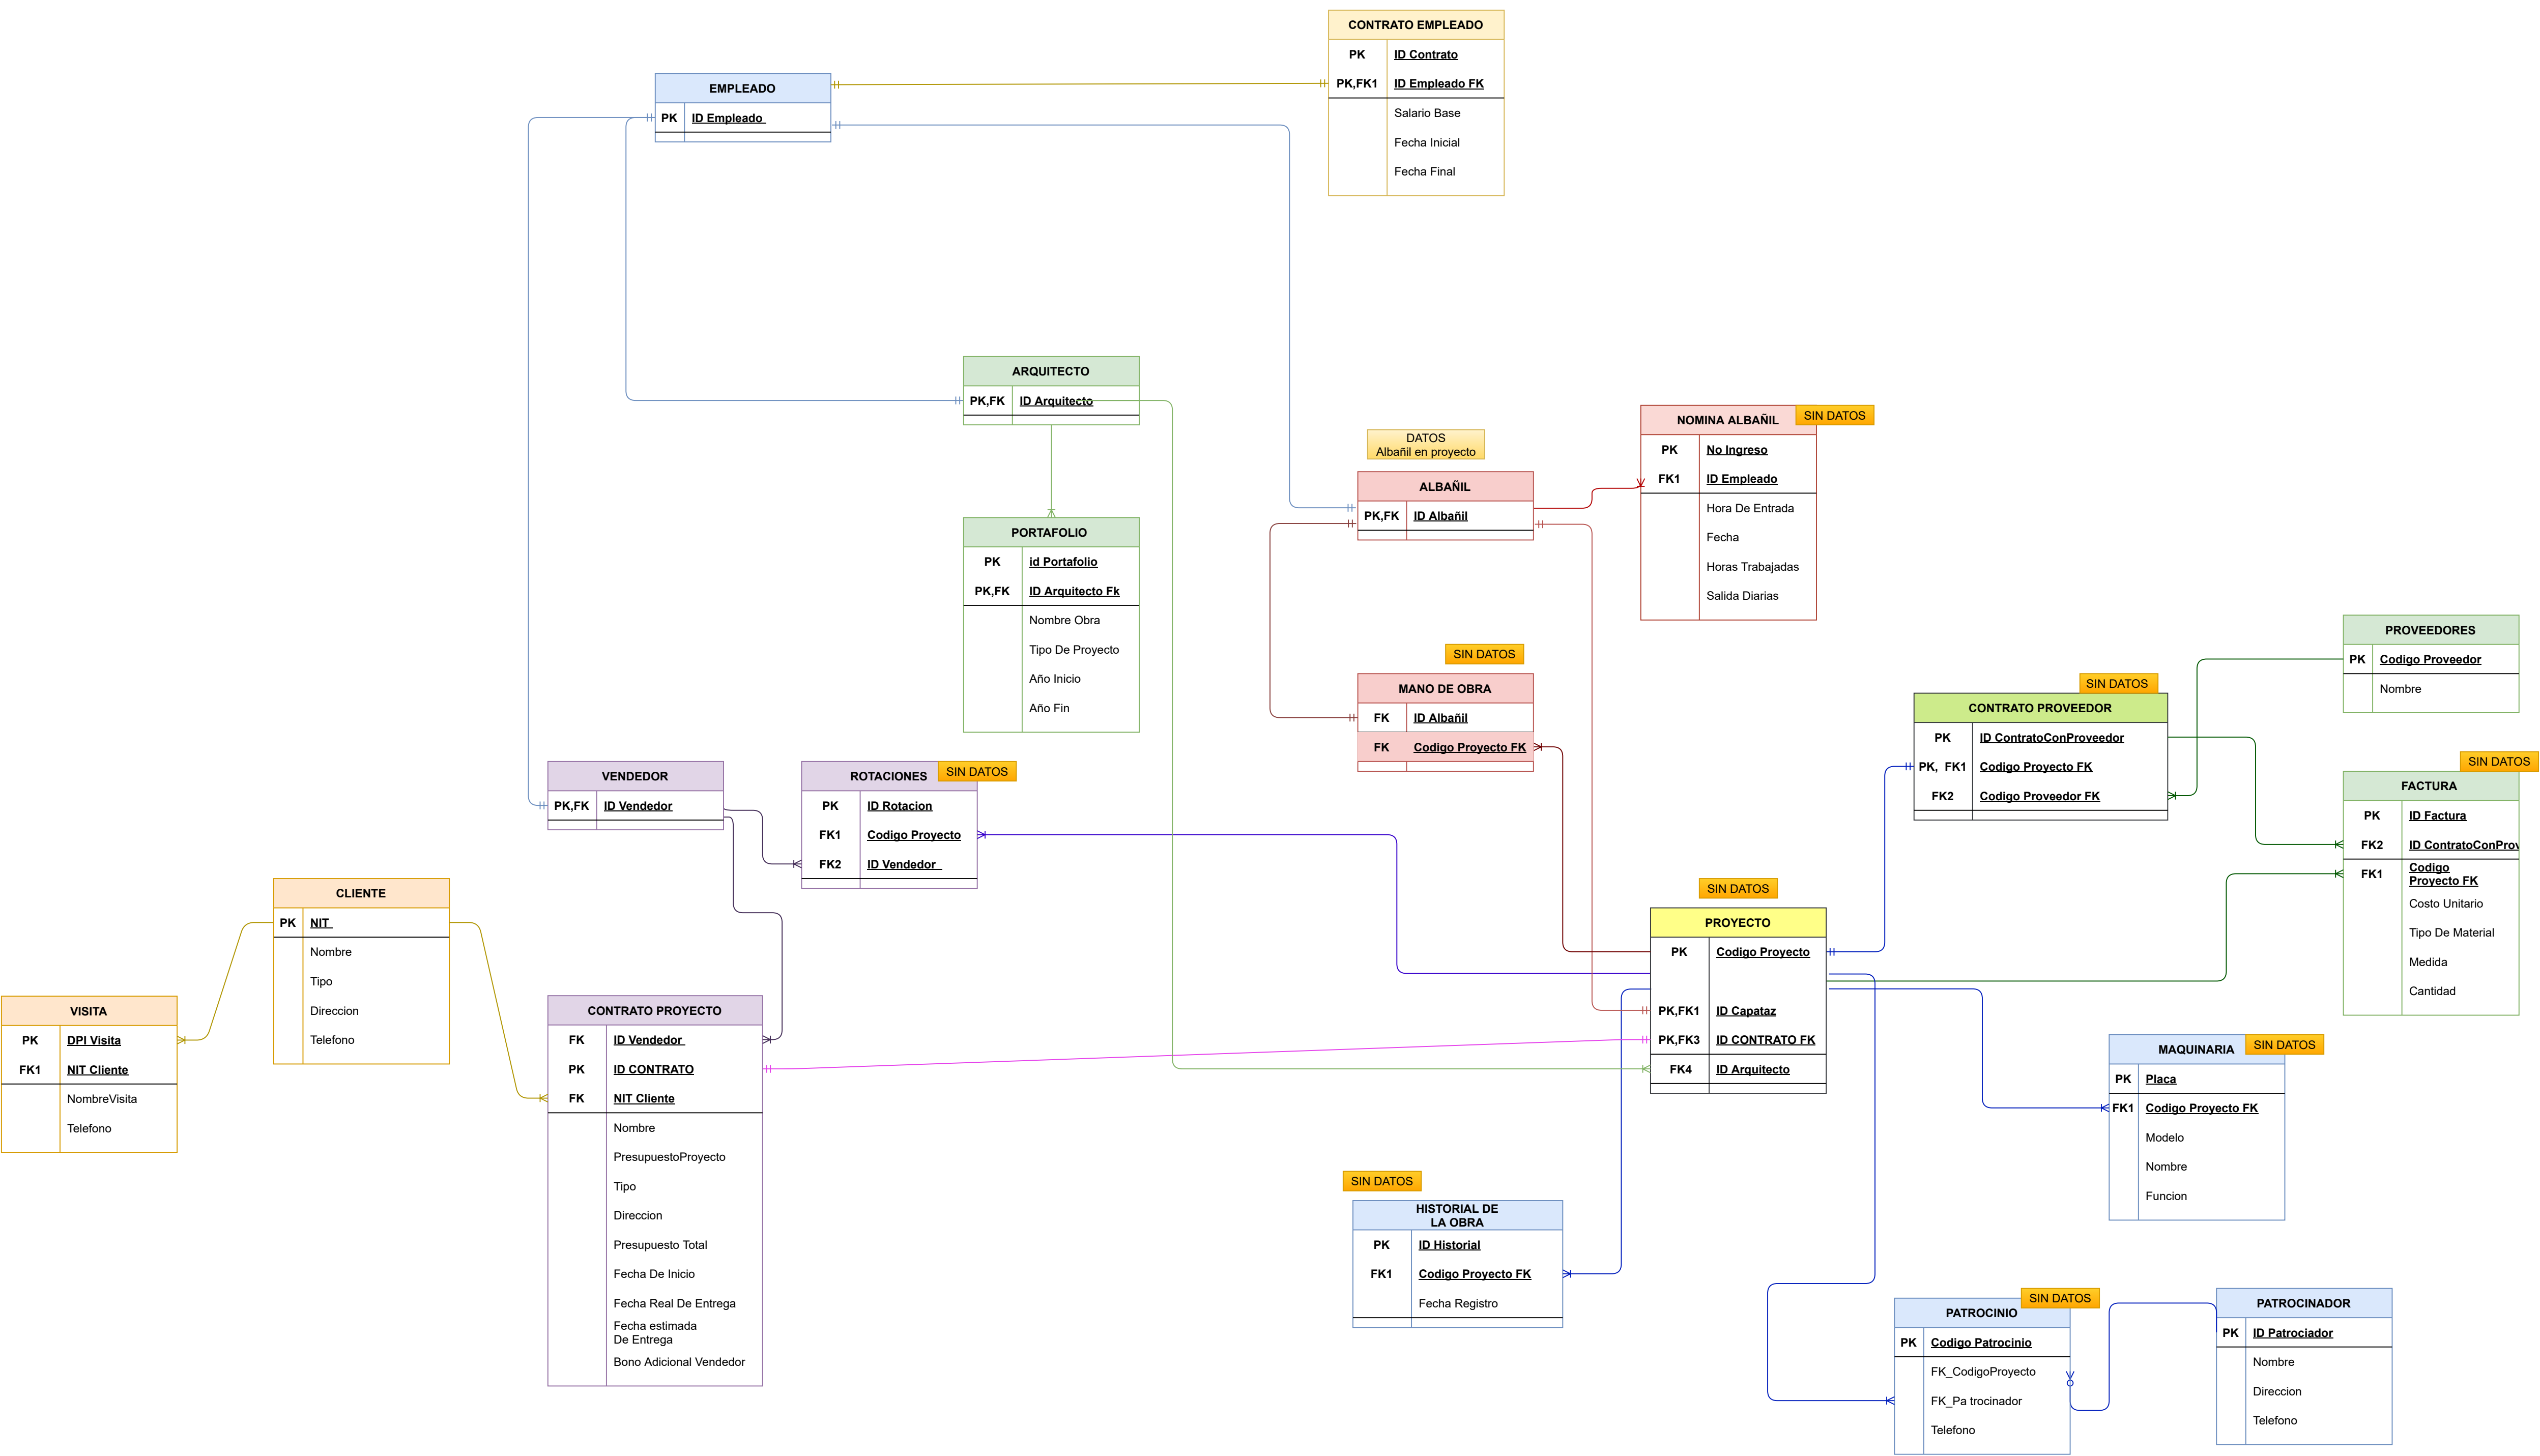 CONTRATO EMPLEADO
PK ID Contrato
PK,FK1 ID Empleado FK
Salario Base
Fecha Inicial
Fecha Final
EMPLEADO
PK ID Empleado
ARQUITECTO
PK,FK ID Arquitecto
PORTAFOLIO
PK id Portafolio
PK,FK ID Arquitecto Fk
Nombre Obra
Tipo De Proyecto
Año Inicio
Año Fin
DATOS
Albañil en proyecto
ALBAÑIL
PK,FK ID Albañil
SIN DATOS
NOMINA ALBAÑIL
PK No Ingreso
FK1 ID Empleado
Hora De Entrada
Fecha
Horas Trabajadas
Salida Diarias
SIN DATOS
MANO DE OBRA
FK ID Albañil
FK Codigo Proyecto FK
PROVEEDORES
PK Codigo Proveedor
Nombre
SIN DATOS
CONTRATO PROVEEDOR
PK ID ContratoConProveedor
PK, FK1 Codigo Proyecto FK
FK2 Codigo Proveedor FK
SIN DATOS
FACTURA
PK ID Factura
FK2 ID ContratoConProv
FK1 Codigo
Proyecto FK
Costo Unitario
Tipo De Material
Medida
Cantidad
VENDEDOR
PK,FK ID Vendedor
SIN DATOS
ROTACIONES
PK ID Rotacion
FK1 Codigo Proyecto
FK2 ID Vendedor
CLIENTE
PK NIT
Nombre
Tipo
Direccion
Telefono
VISITA
PK DPI Visita
FK1 NIT Cliente
NombreVisita
Telefono
CONTRATO PROYECTO
FK ID Vendedor
PK ID CONTRATO
FK NIT Cliente
Nombre
PresupuestoProyecto
Tipo
Direccion
Presupuesto Total
Fecha De Inicio
Fecha Real De Entrega
Fecha estimada
De Entrega
Bono Adicional Vendedor
SIN DATOS
PROYECTO
PK Codigo Proyecto
PK,FK1 ID Capataz
PK,FK3 ID CONTRATO FK
FK4 ID Arquitecto
SIN DATOS
MAQUINARIA
PK Placa
FK1 Codigo Proyecto FK
Modelo
Nombre
Funcion
SIN DATOS
HISTORIAL DE
LA OBRA
PK ID Historial
FK1 Codigo Proyecto FK
Fecha Registro
SIN DATOS
PATROCINIO
PK Codigo Patrocinio
FK_CodigoProyecto
FK_Pa trocinador
Telefono
PATROCINADOR
PK ID Patrociador
Nombre
Direccion
Telefono